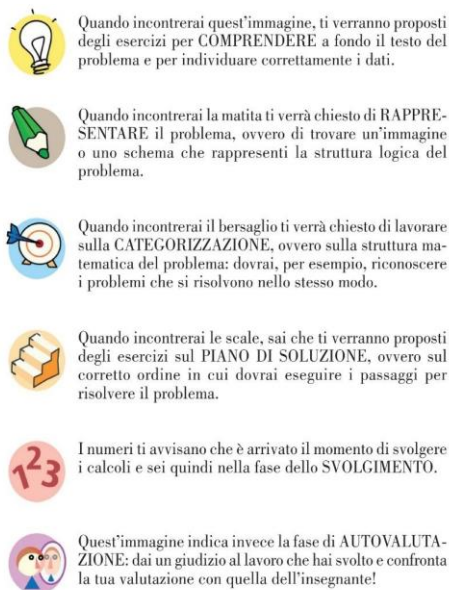 Quando incontrerai quest'immagine, ti verranno proposti
degli esercizi per COMPRENDERE a fondo il testo del
problema e per individuare correttamente i dati.
Quando incontrerai la matita ti verrà chiesto di RAPPRE-
SENTARE il problema, ovvero di trovare un'immagine
o uno schema che rappresenti la struttura logica del
problema.
Quando incontrerai il bersaglio ti verrà chiesto di lavorare
sulla CATEGORIZZAZIONE, ovvero sulla struttura ma-
tematica del problema: dovrai, per esempio, riconoscere
i problemi che si risolvono nello stesso modo.
Quando incontrerai le scale, sai che ti verranno proposti
degli esercizi sul PIANO DI SOLUZIONE, ovvero sul
corretto ordine in cui dovrai eseguire i passaggi per
risolvere il problema.
123
I numeri ti avvisano che è arrivato il momento di svolgere
i calcoli e sei quindi nella fase dello SVOLGIMENTO.
Quest'immagine indica invece la fase di AUTOVALUTA-
ZIONE: dai un giudizio al lavoro che hai svolto e confronta
la tua valutazione con quella dell'insegnante!